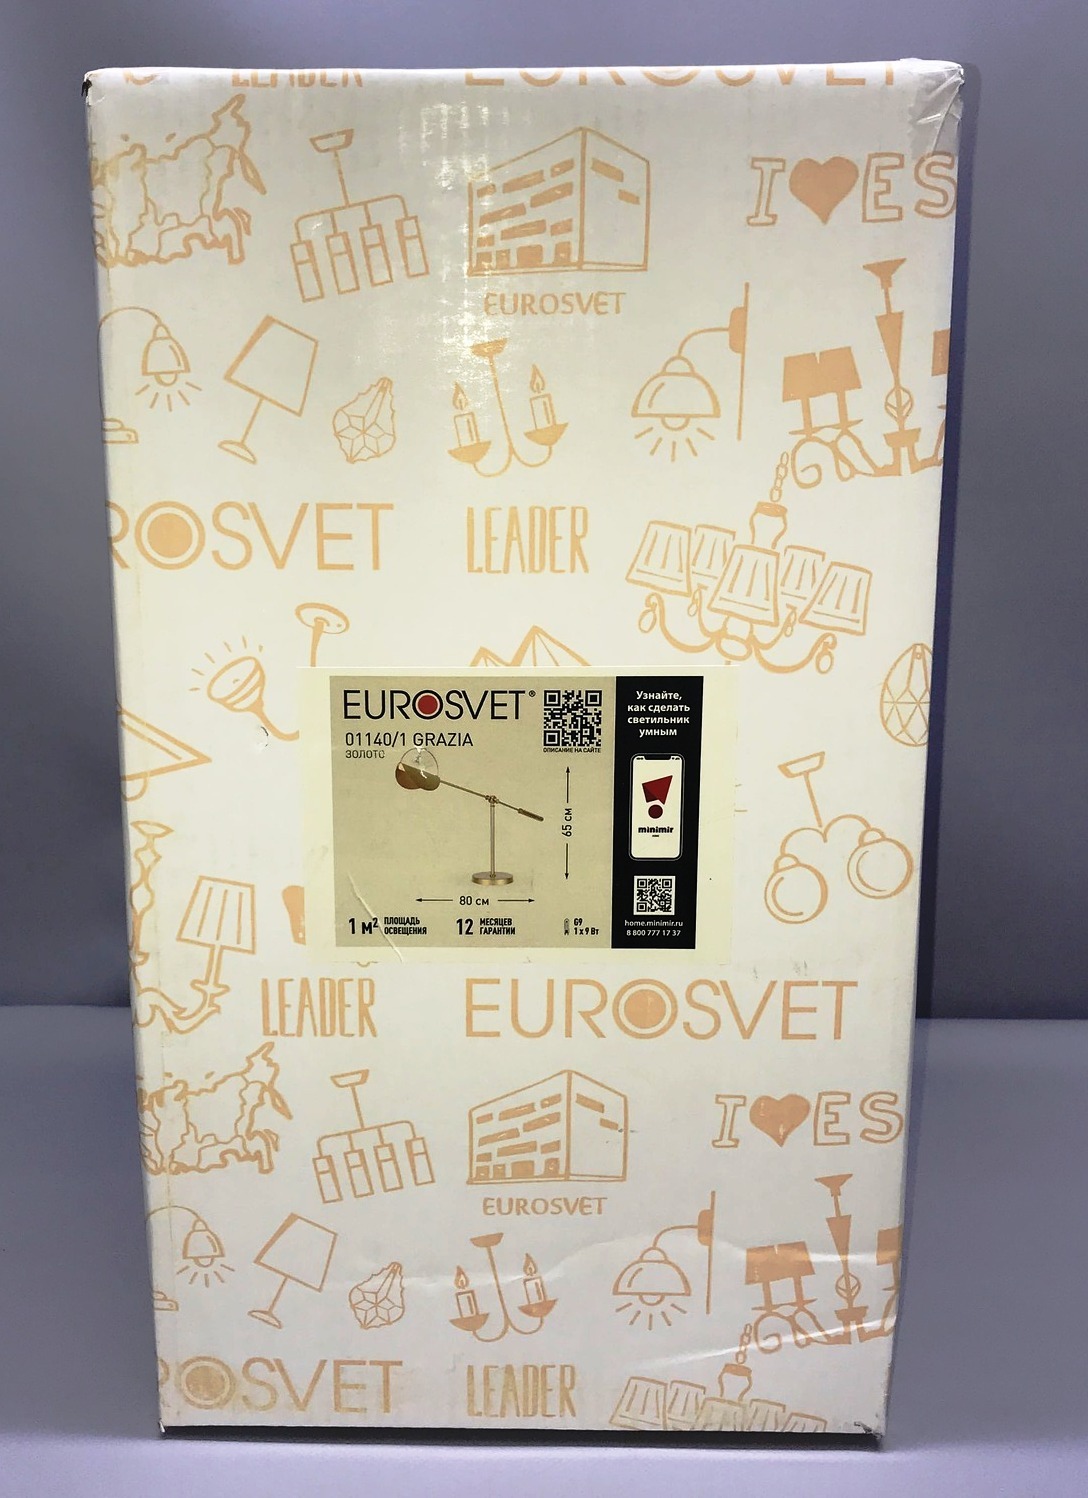 LEADER EUROSVET
I ES
EUROSVET
ROSVET LEADER
EUROSVET®
01140/1 GRAZIA
ЗОЛОТО
ОПИСАНИЕ НА САЙТЕ
65 см
80 см
1 м² ПЛОЩАДЬ ОСВЕЩЕНИЯ 12 МЕСЯЦЕВ ГАРАНТИИ G9 1 x 9 Вт
Узнайте,
как сделать
светильник
умным
minimir
home.minimir.ru
8 800 777 17 37
LEADER EUROSVET
I ES
EUROSVET
ROSVET LEADER